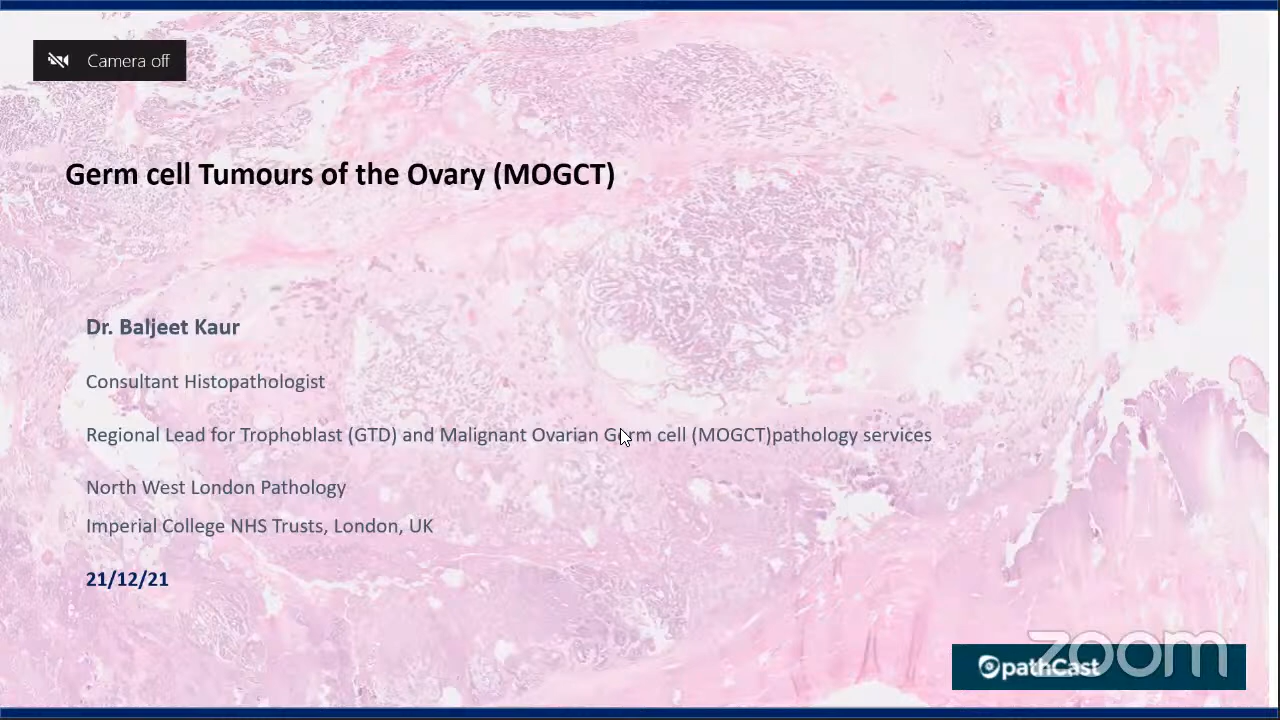 Camera off
Germ cell Tumours of the Ovary (MOGCT)
Dr. Baljeet Kaur
Consultant Histopathologist
Regional Lead for Trophoblast (GTD) and Malignant Ovarian Germ cell (MOGCT)pathology services
North West London Pathology
Imperial College NHS Trusts, London, UK
21/12/21
zoom
pathCast